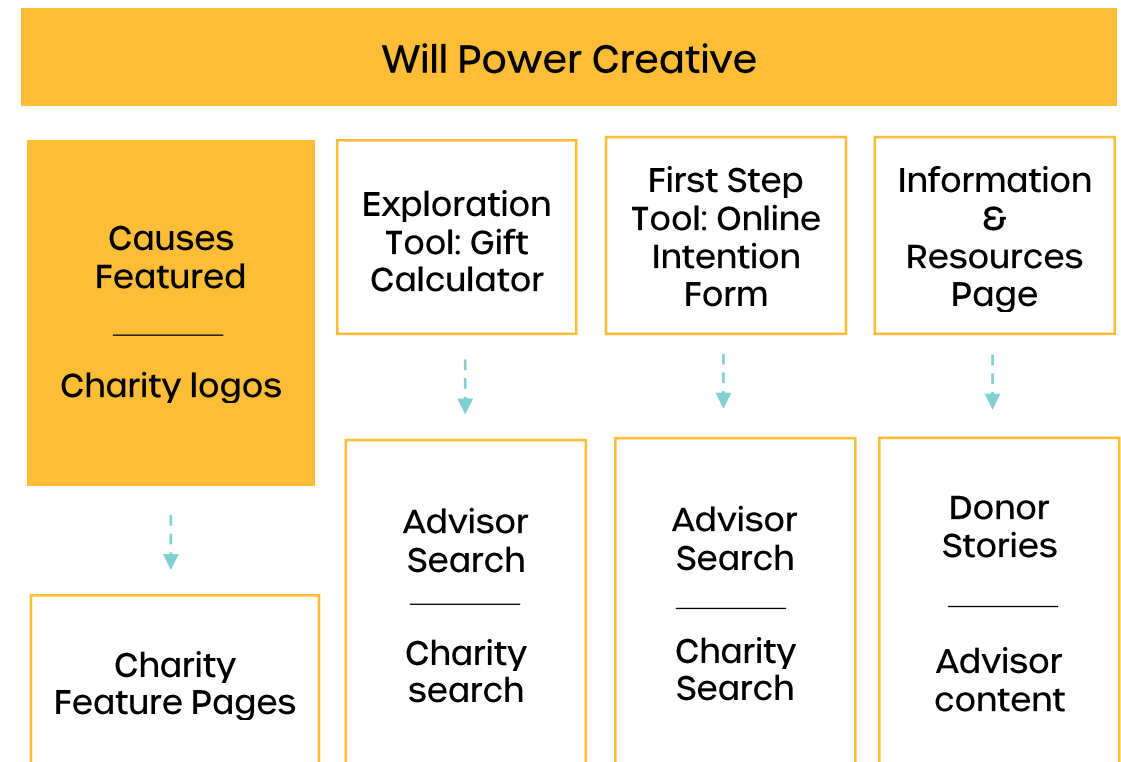 Will Power Creative
Causes
Featured
Charity logos
Exploration
Tool: Gift
Calculator
First Step
Tool: Online
Intention
Form
Information
&
Resources
Page
Charity
Feature Pages
Advisor
Search
Charity
search
Advisor
Search
Charity
Search
Donor
Stories
Advisor
content